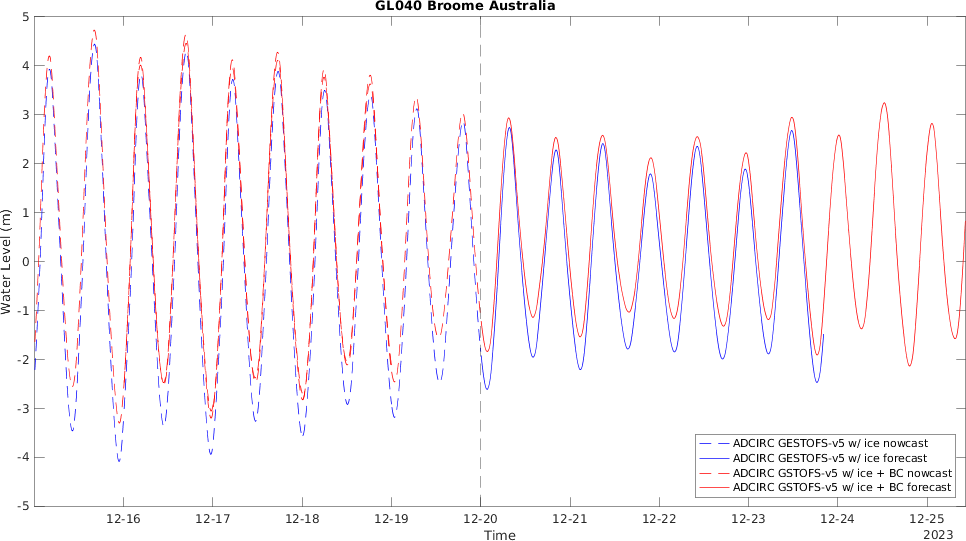 GL040 Broome Australia
5
4
3
2
1
0
-1
-2
-3
-4
-5
Water Level (m)
ADCIRC GESTOFS-v5 w/ ice nowcast
ADCIRC GESTOFS-v5 w/ ice forecast
ADCIRC GSTOFS-v5 w/ ice + BC nowcast
ADCIRC GSTOFS-v5 w/ ice + BC forecast
12-16 12-17 12-18 12-19 12-20 12-21 12-22 12-23 12-24 12-25
Time
2023